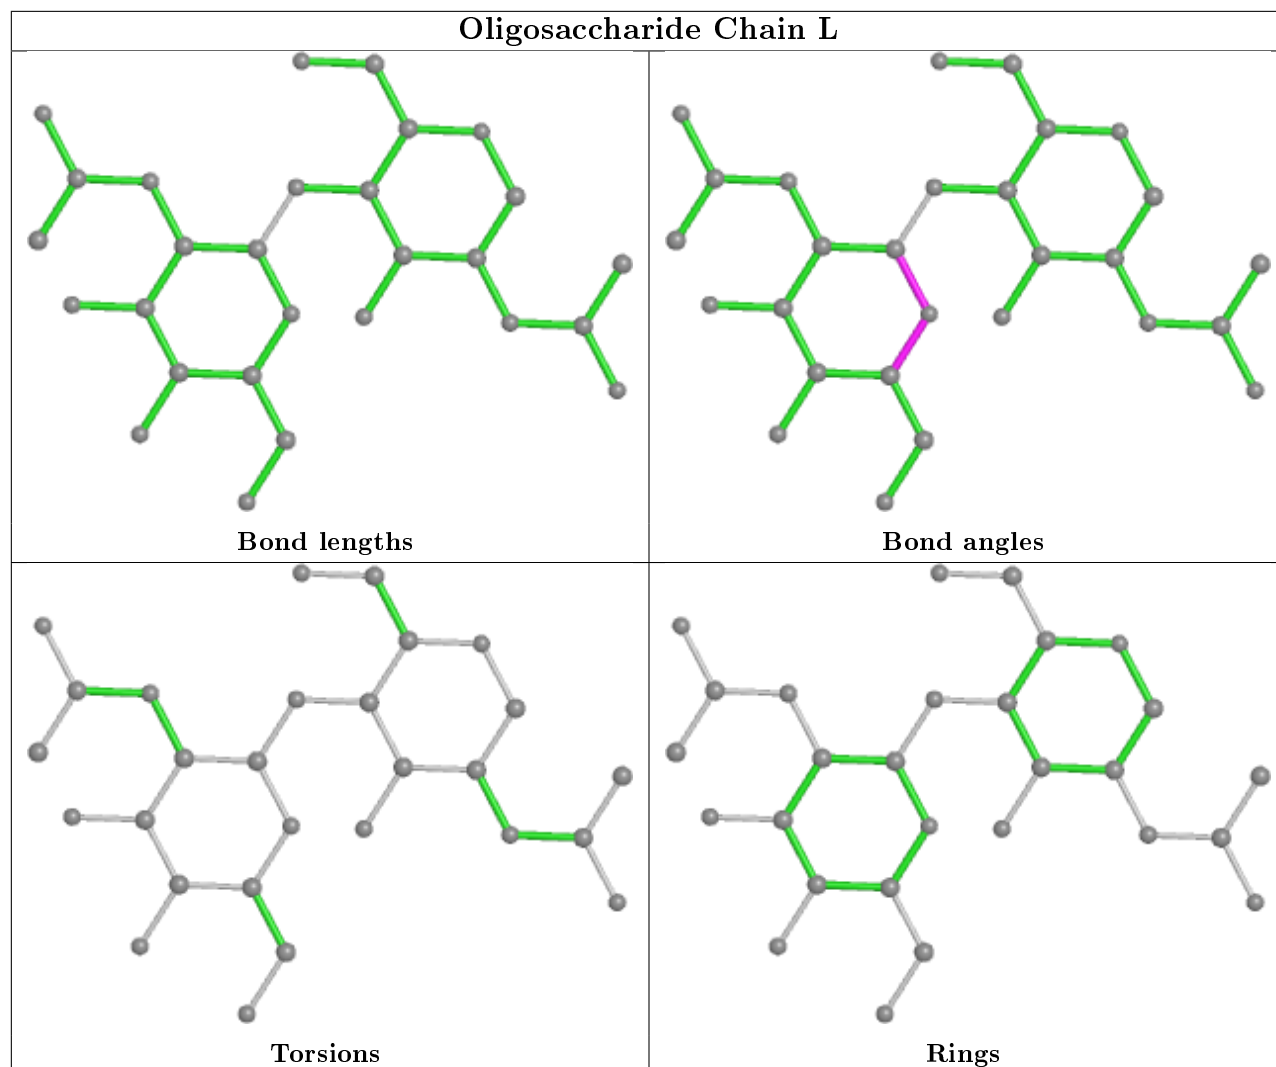 Oligosaccharide Chain L
Bond lengths
Bond angles
Torsions
Rings